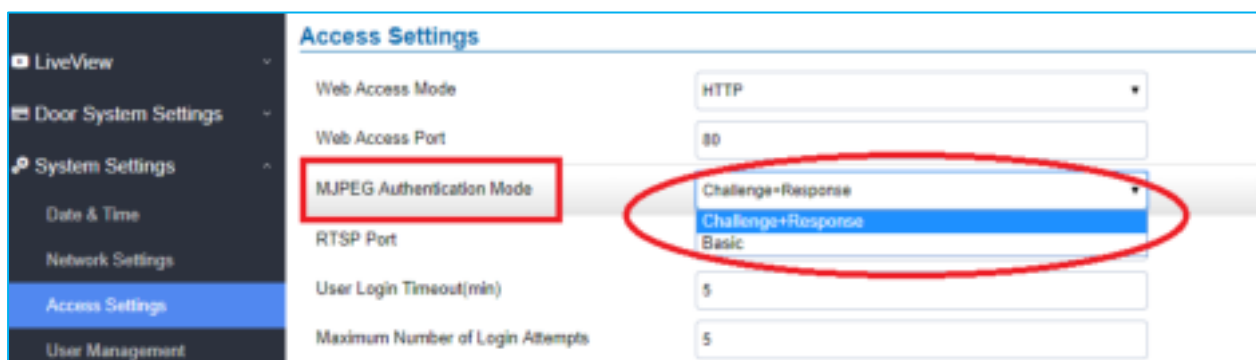 Access Settings
LiveView
Door System Settings
System Settings
Date & Time
Network Settings
Access Settings
User Management
Web Access Mode
HTTP
Web Access Port
80
MJPEG Authentication Mode
Challenge+Response
Challenge+Response
Basic
RTSP Port
User Login Timeout(min)
5
Maximum Number of Login Attempts
5